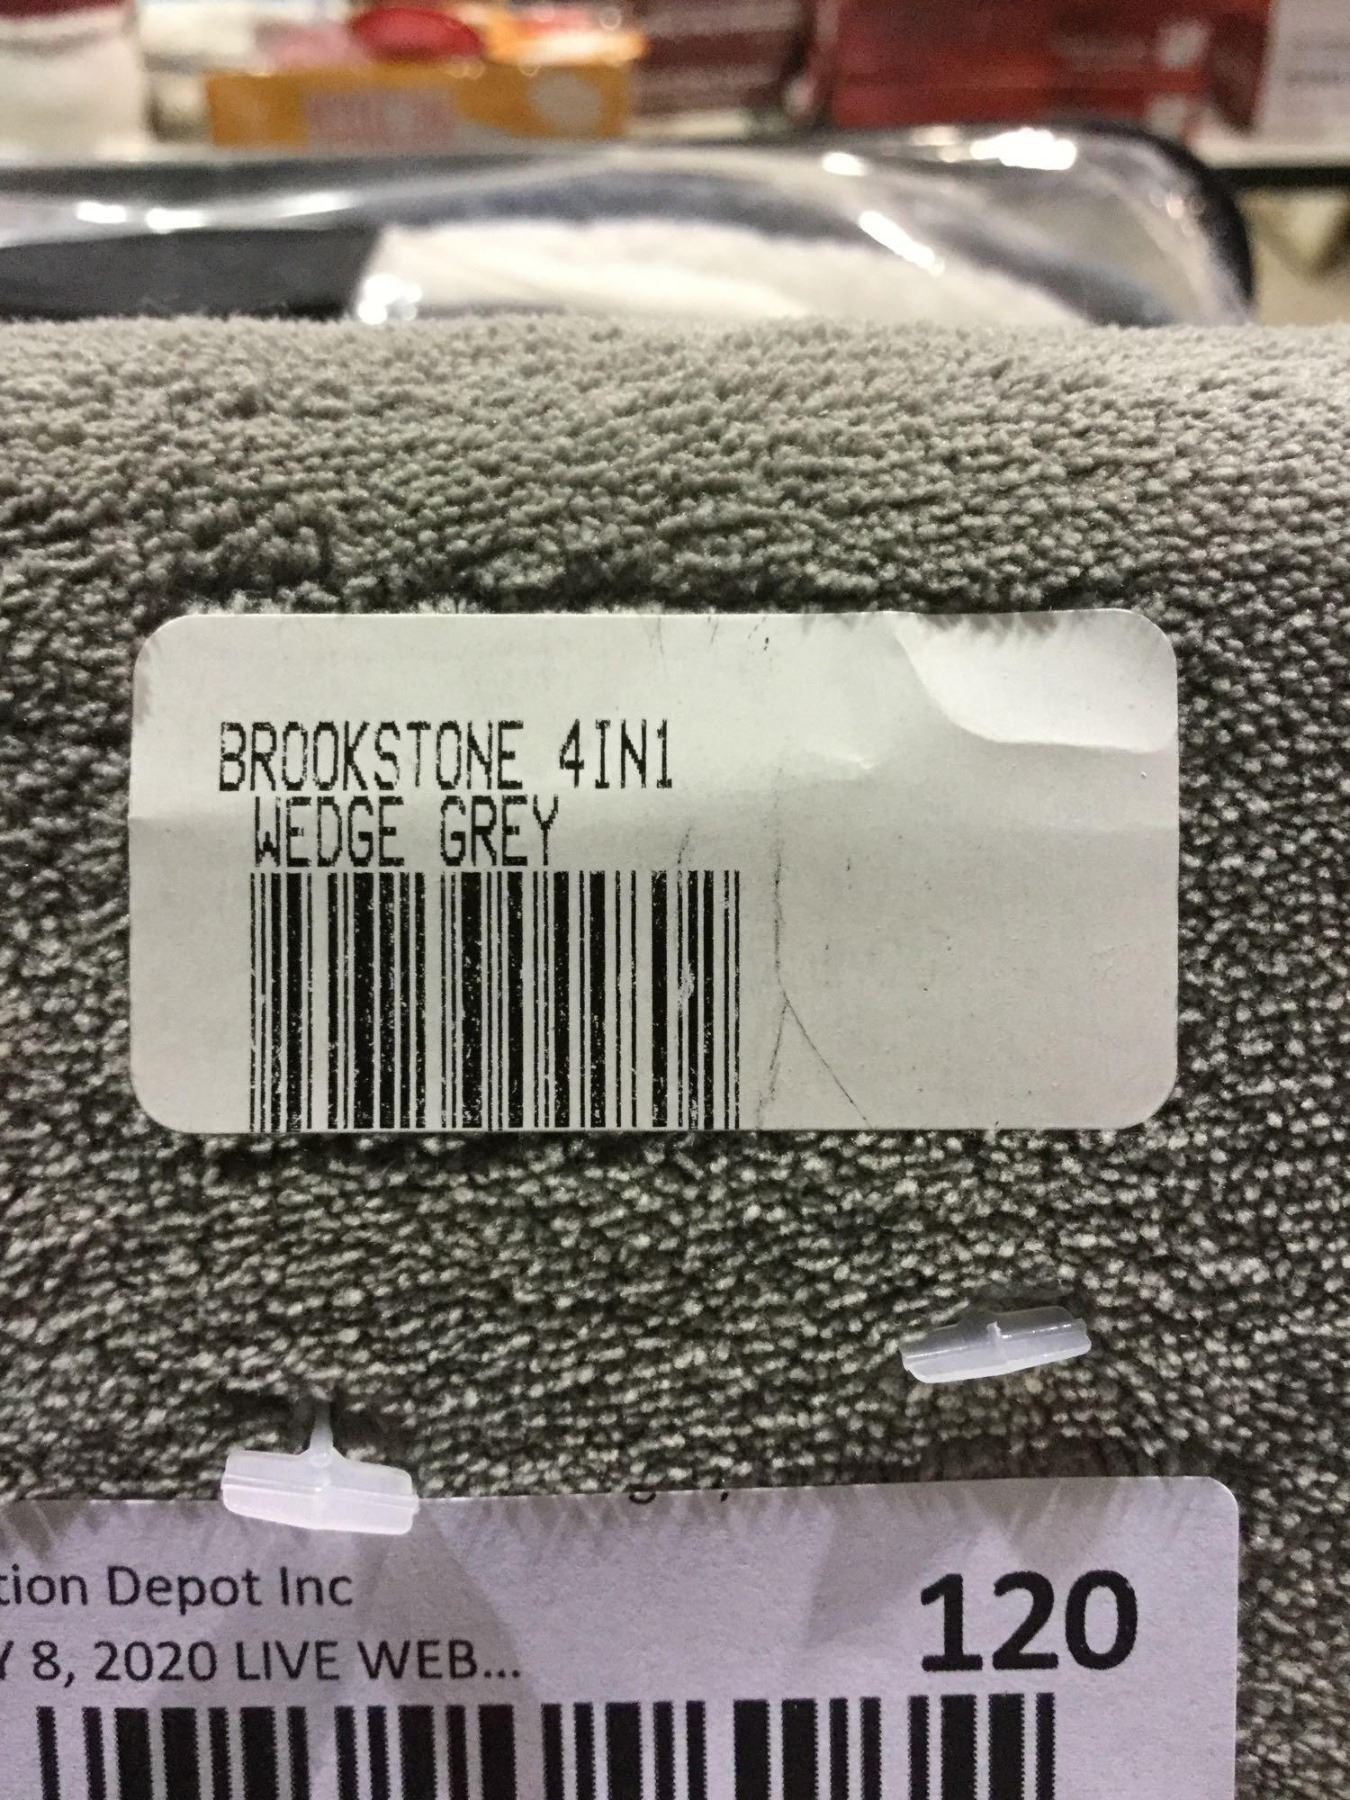 BROOKSTONE 4IN1
WEDGE GREY
tion Depot Inc
120
Y 8, 2020 LIVE WEB...